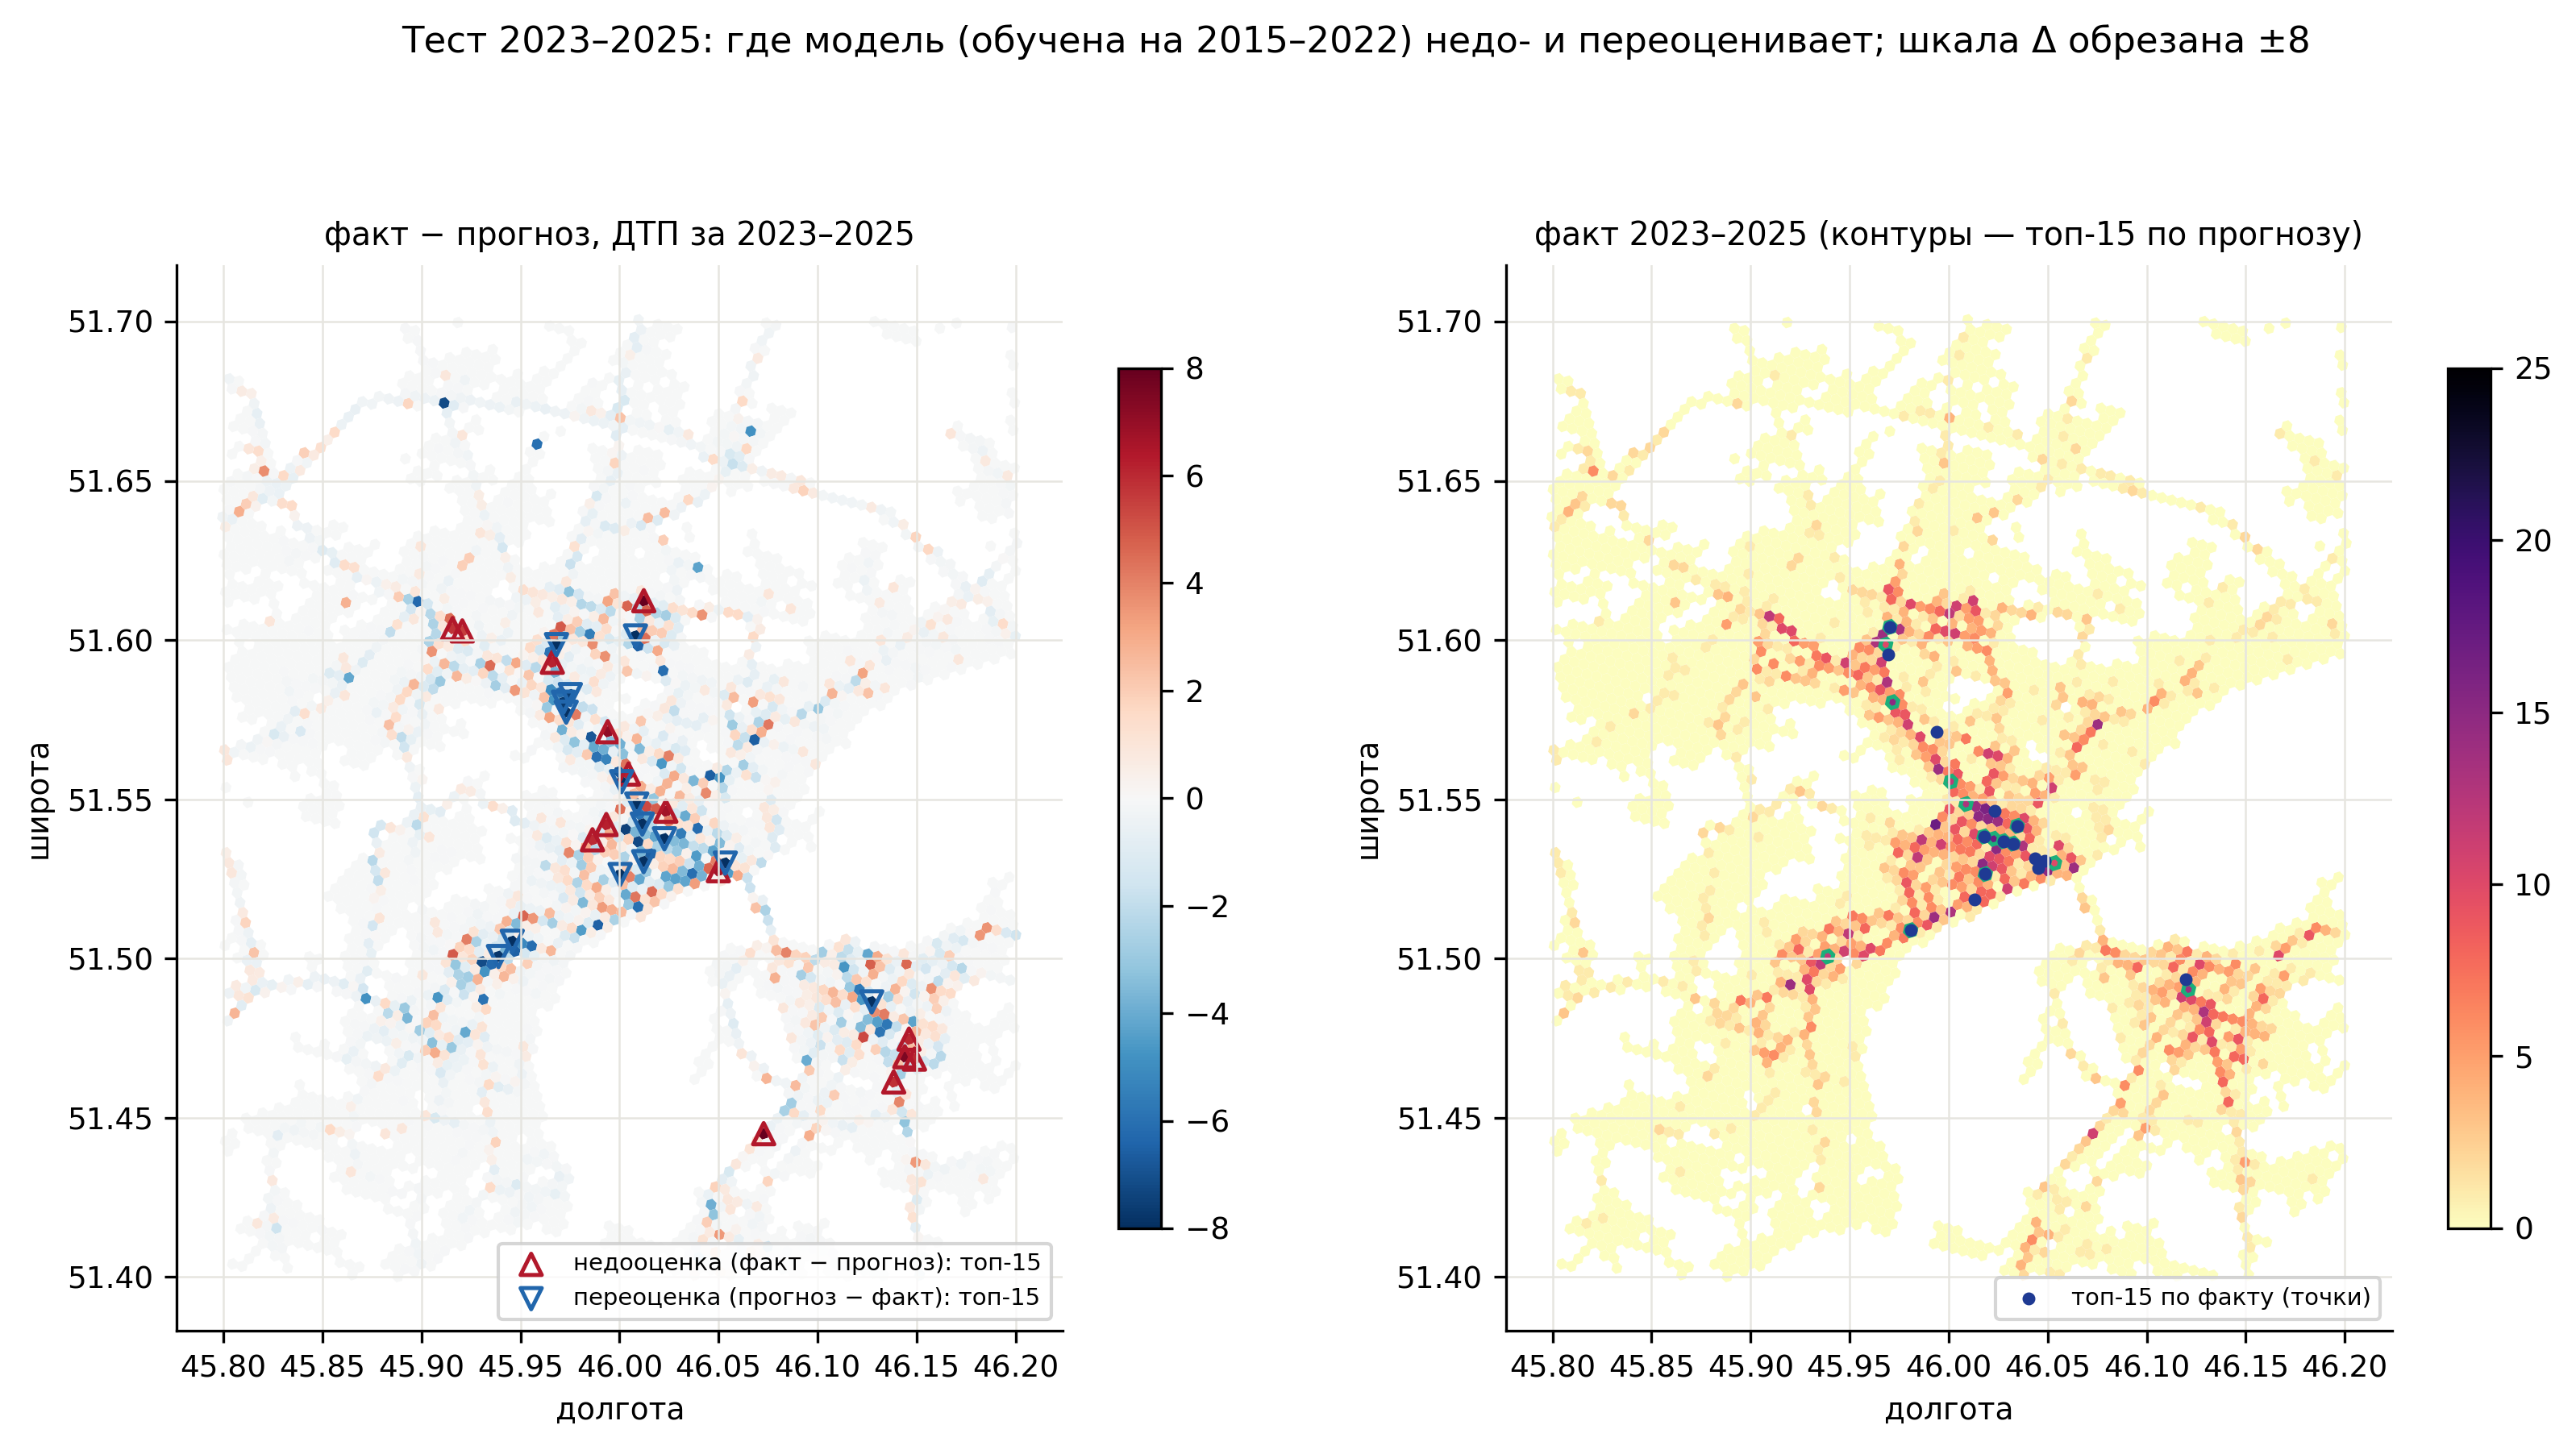 Тест 2023–2025: где модель (обучена на 2015–2022) недо- и переоценивает; шкала Δ обрезана ±8
факт − прогноз, ДТП за 2023–2025
51.70
51.65
51.60
51.55
51.50
51.45
51.40
широта
45.80 45.85 45.90 45.95 46.00 46.05 46.10 46.15 46.20
долгота
недооценка (факт − прогноз): топ-15
переоценка (прогноз − факт): топ-15
8
6
4
2
0
−2
−4
−6
−8
факт 2023–2025 (контуры — топ-15 по прогнозу)
51.70
51.65
51.60
51.55
51.50
51.45
51.40
широта
45.80 45.85 45.90 45.95 46.00 46.05 46.10 46.15 46.20
долгота
топ-15 по факту (точки)
25
20
15
10
5
0